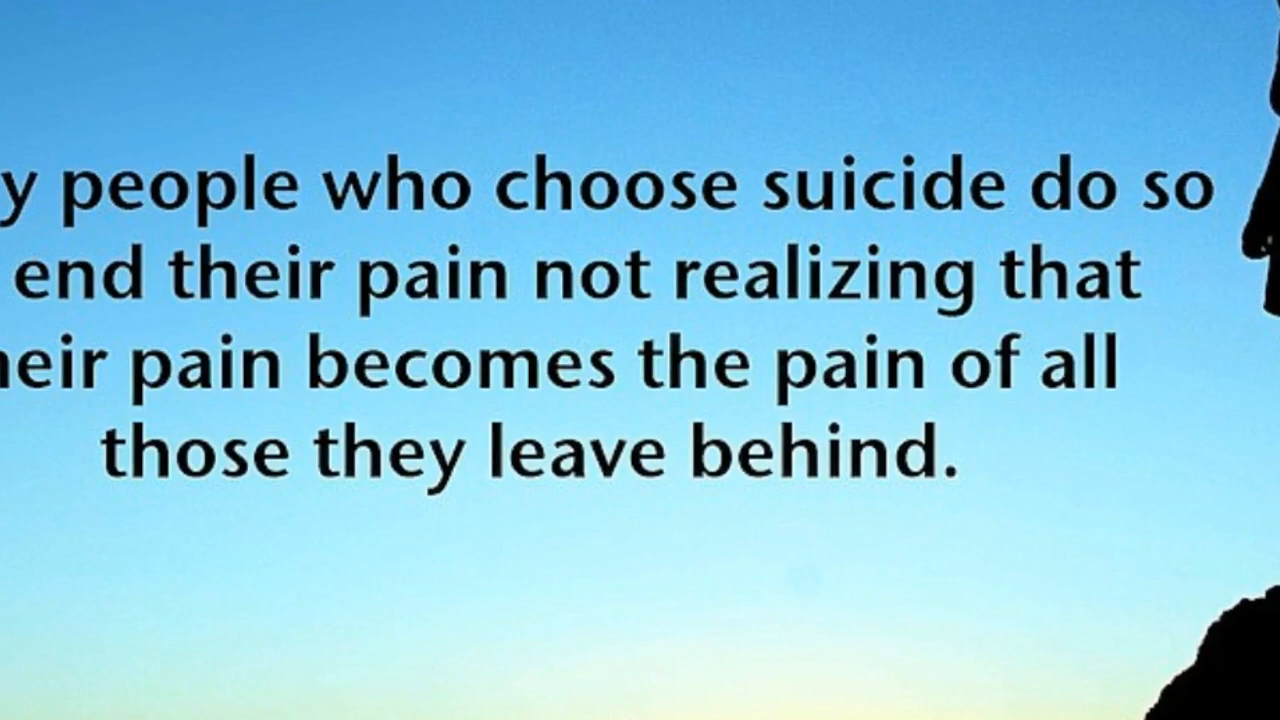 y people who choose suicide do so
end their pain not realizing that
heir pain becomes the pain of all
those they leave behind.